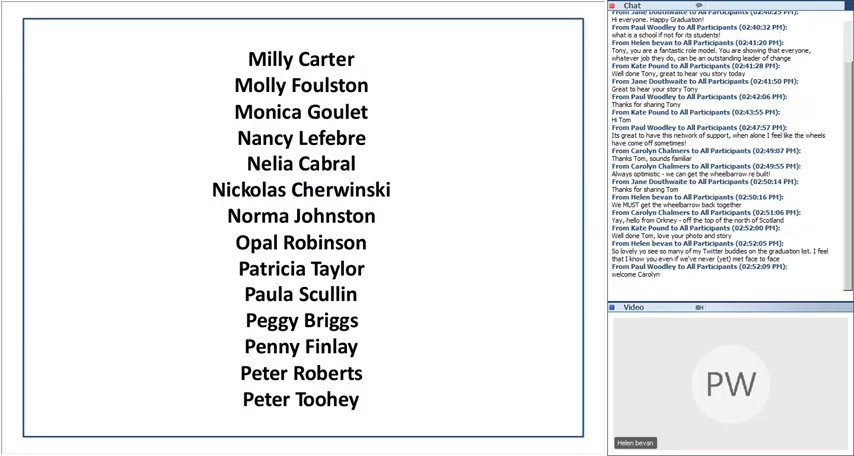 Milly Carter
Molly Foulston
Monica Goulet
Nancy Lefebre
Nelia Cabral
Nickolas Cherwinski
Norma Johnston
Opal Robinson
Patricia Taylor
Paula Scullin
Peggy Briggs
Penny Finlay
Peter Roberts
Peter Toohey
Chat
From Jane Douthwaite to All Participants (02:40:25 PM):
Hi everyone. Happy Graduation!
From Paul Woodley to All Participants (02:40:32 PM):
what is a school if not for its students!
From Helen bevan to All Participants (02:41:20 PM):
Tony, you are a fantastic role model. You are showing that everyone,
whatever job they do, can be an outstanding leader of change
From Kate Pound to All Participants (02:41:28 PM):
Well done Tony, great to hear you story today
From Jane Douthwaite to All Participants (02:41:50 PM):
Great to hear your story Tony
From Paul Woodley to All Participants (02:42:06 PM):
Thanks for sharing Tony
From Kate Pound to All Participants (02:43:55 PM):
Hi Tom
From Paul Woodley to All Participants (02:47:57 PM):
Its great to have this network of support, when alone I feel like the wheels
have come off sometimes!
From Carolyn Chalmers to All Participants (02:49:07 PM):
Thanks Tom, sounds familiar
From Carolyn Chalmers to All Participants (02:49:55 PM):
Always optimistic - we can get the wheelbarrow re built!
From Jane Douthwaite to All Participants (02:50:14 PM):
Thanks for sharing Tom
From Helen bevan to All Participants (02:50:16 PM):
We MUST get the wheelbarrow back together
From Carolyn Chalmers to All Participants (02:51:06 PM):
Yay, hello from Orkney - off the top of the north of Scotland
From Kate Pound to All Participants (02:52:00 PM):
Well done Tom, love your photo and story
From Helen bevan to All Participants (02:52:05 PM):
So lovely yo see so many of my Twitter buddies on the graduation list. I feel
that I know you even if we've never (yet) met face to face
From Paul Woodley to All Participants (02:52:09 PM):
welcome Carolyn
Video
PW
Helen bevan